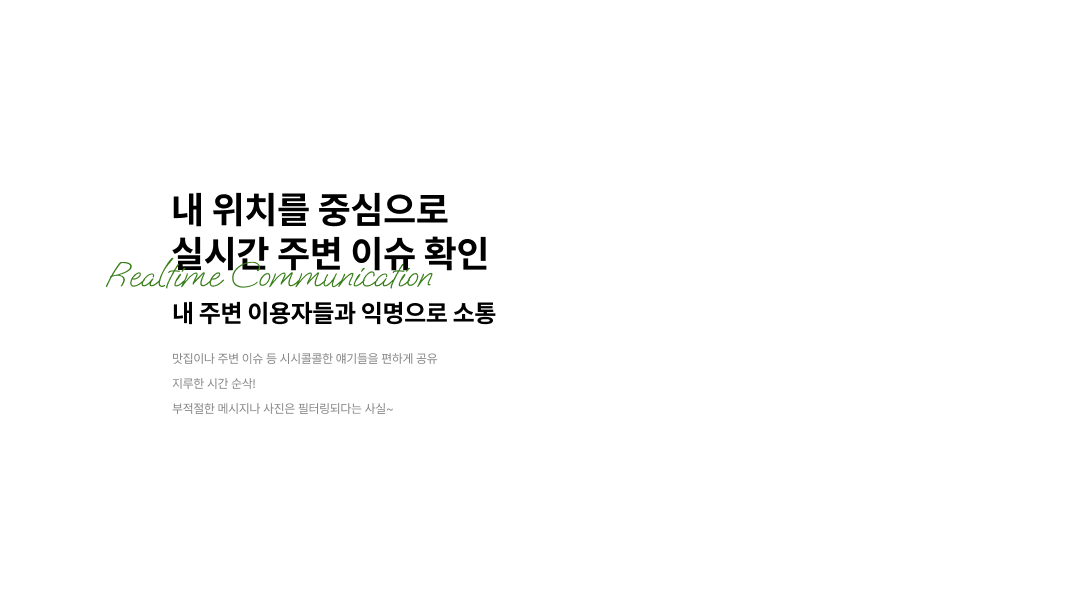 내 위치를 중심으로
실시간 주변 이슈 확인
Realtime Communication
내 주변 이용자들과 익명으로 소통
맛집이나 주변 이슈 등 시시콜콜한 얘기들을 편하게 공유
지루한 시간 순삭!
부적절한 메시지나 사진은 필터링되다는 사실~